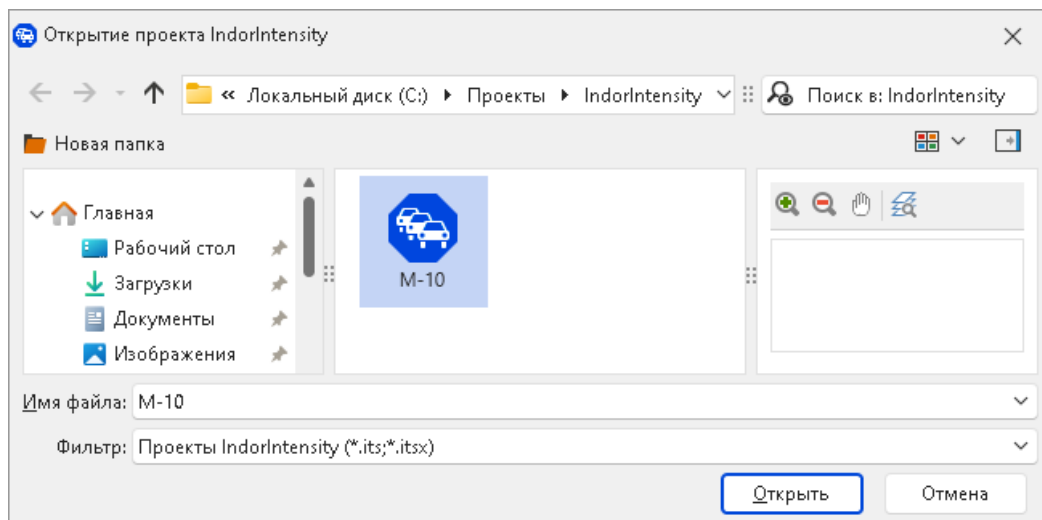 Открытие проекта IndorIntensity
« Локальный диск (C:) Проекты IndorIntensity
Поиск в: IndorIntensity
Новая папка
Главная
Рабочий стол
Загрузки
Документы
Изображения
M-10
Имя файла: M-10
Фильтр: Проекты IndorIntensity (*.its;*.itsx)
Открыть Отмена